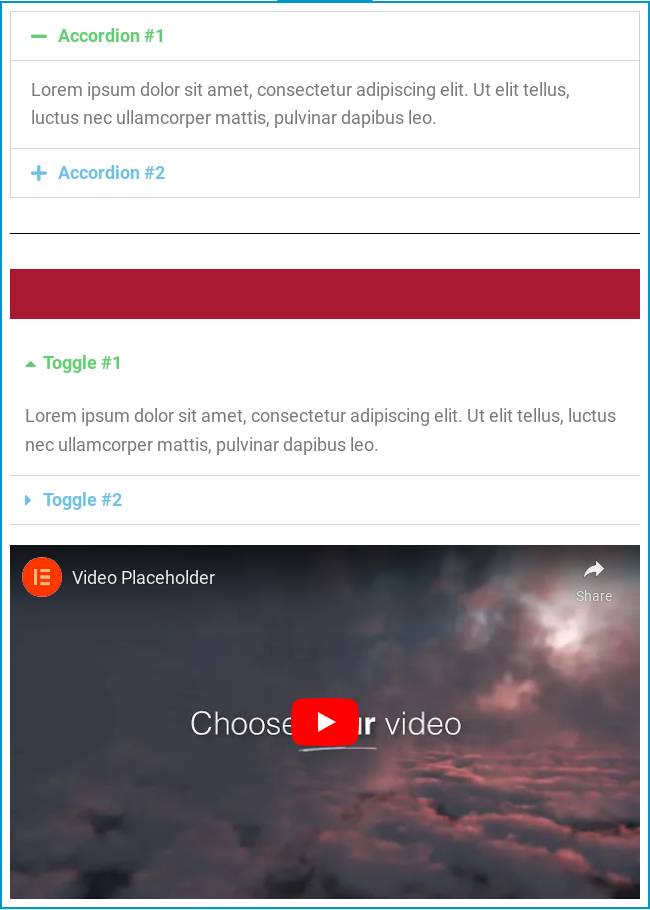 Accordion #1
Lorem ipsum dolor sit amet, consectetur adipiscing elit. Ut elit tellus,
luctus nec ullamcorper mattis, pulvinar dapibus leo.
Accordion #2
Toggle #1
Lorem ipsum dolor sit amet, consectetur adipiscing elit. Ut elit tellus, luctus
nec ullamcorper mattis, pulvinar dapibus leo.
Toggle #2
Video Placeholder
Share
Choose video